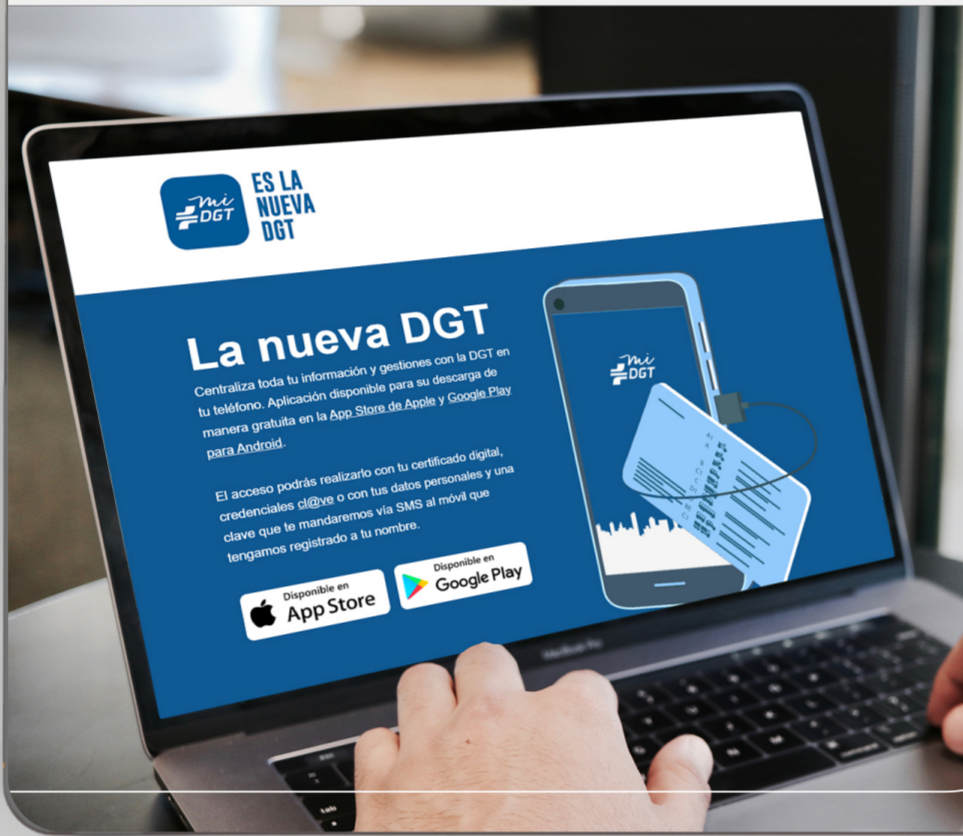 mi
DGT
ES LA
NUEVA
DGT
La nueva DGT
Centraliza toda tu información y gestiones con la DGT en
tu teléfono. Aplicación disponible para su descarga de
manera gratuita en la App Store de Apple y Google Play
para Android.
El acceso podrás realizarlo con tu certificado digital,
credenciales cl@ve o con tus datos personales y una
clave que te mandaremos vía SMS al móvil que
tengamos registrado a tu nombre.
Disponible en
App Store
Disponible en
Google Play
mi
DGT
MacBook Pro